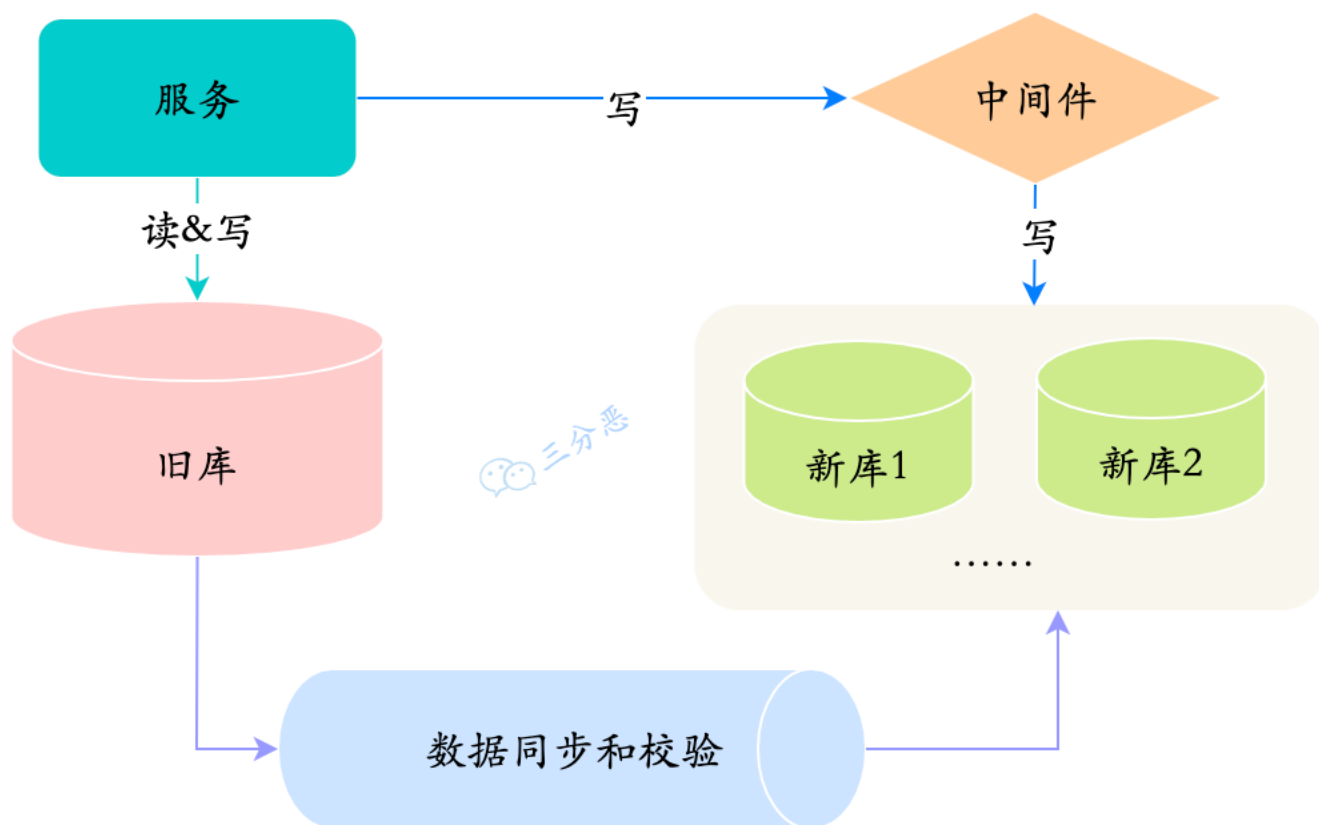 服务
写
中间件
读&写
写
旧库
三分恶
新库1
新库2
......
数据同步和校验